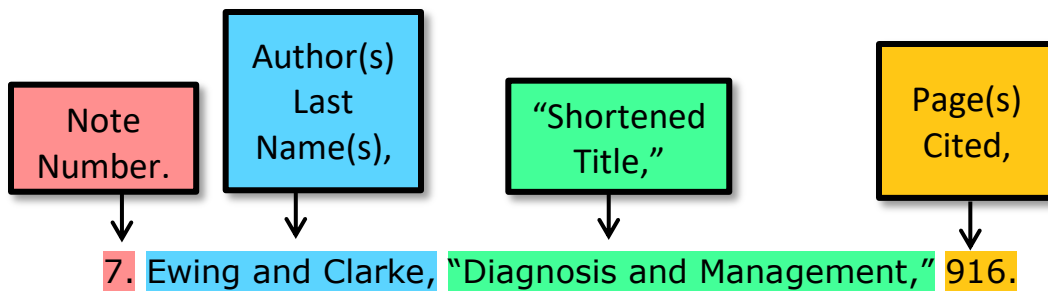 Note
Number.
Author(s)
Last
Name(s),
“Shortened
Title,”
Page(s)
Cited,
7. Ewing and Clarke, “Diagnosis and Management,” 916.